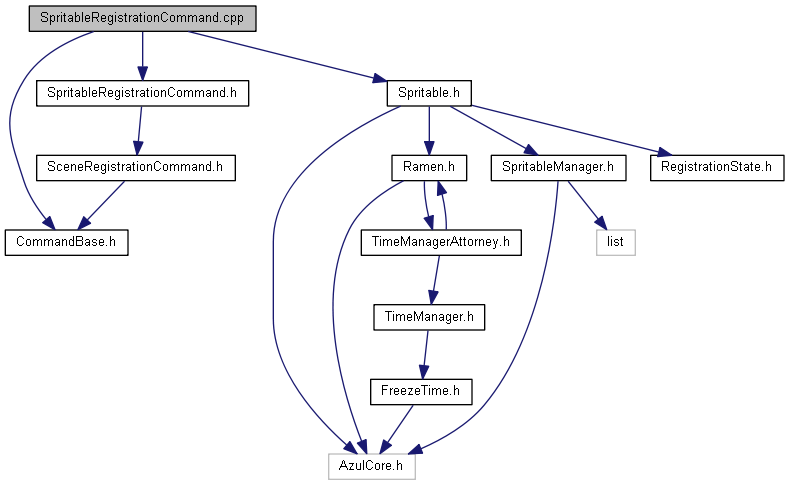 SpritableRegistrationCommand.cpp
SpritableRegistrationCommand.h
Spritable.h
SceneRegistrationCommand.h
Ramen.h
SpritableManager.h
RegistrationState.h
CommandBase.h
TimeManagerAttorney.h
list
TimeManager.h
FreezeTime.h
AzulCore.h